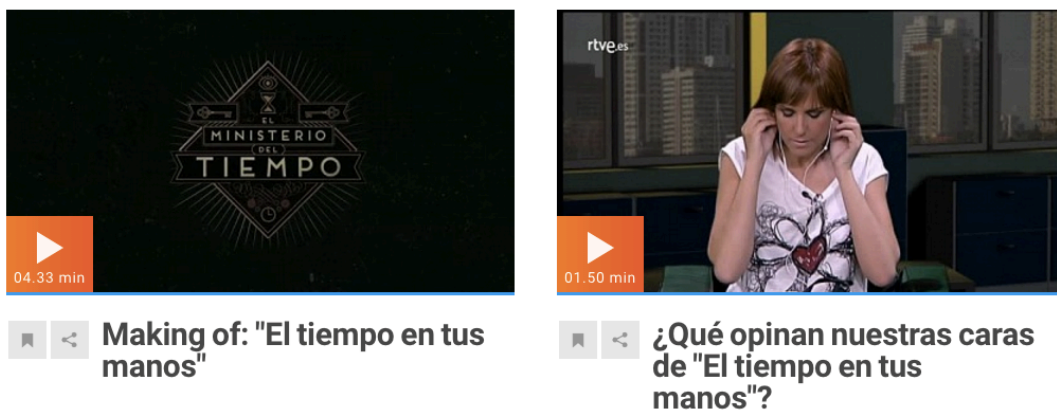 EL
MINISTERIO
DEL
TIEMPO
04.33 min
Making of: "El tiempo en tus
manos"
rtve.es
01.50 min
¿Qué opinan nuestras caras
de "El tiempo en tus
manos"?